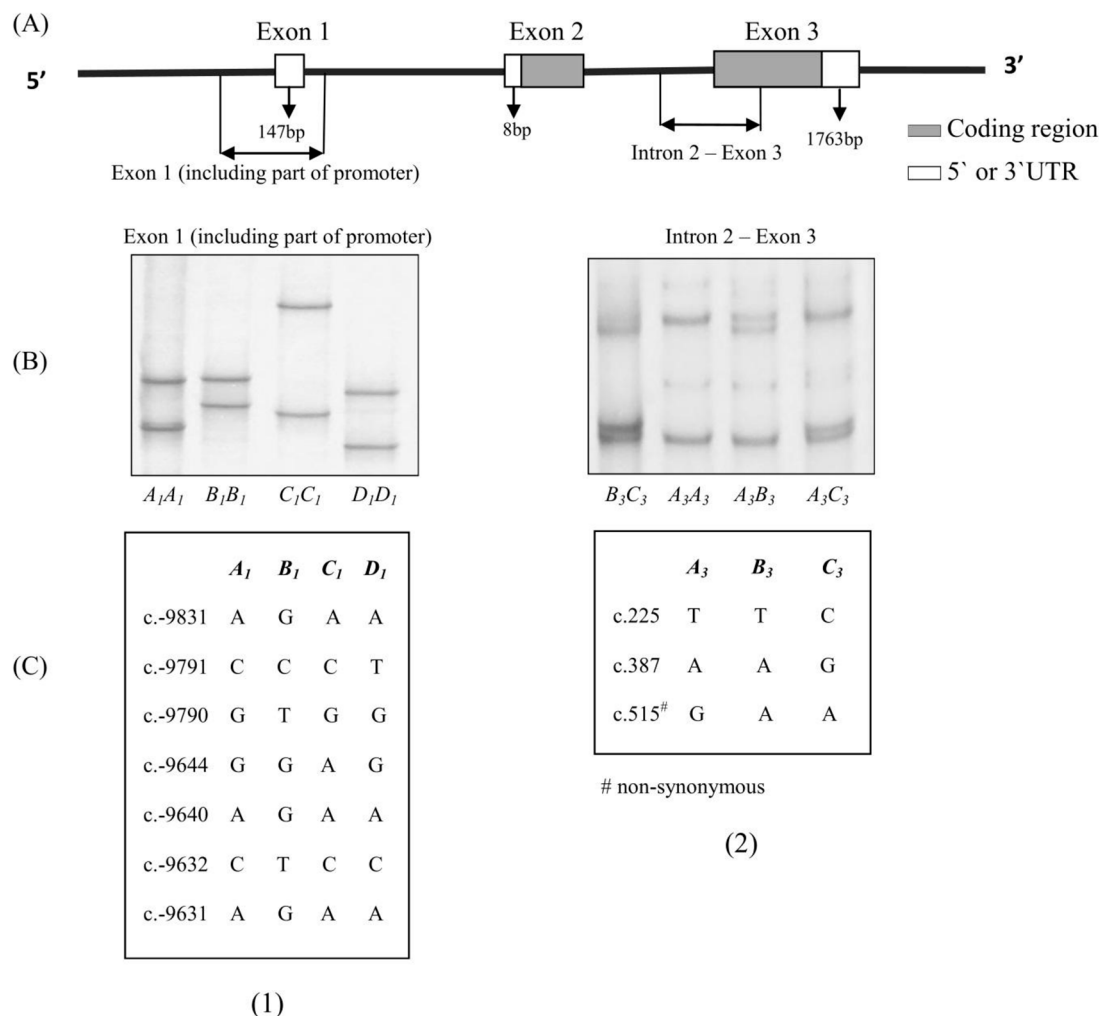 (A)
Exon 1 Exon 2 Exon 3
5’ 3’
147bp 8bp 1763bp
Exon 1 (including part of promoter) Intron 2 – Exon 3
Coding region
5` or 3`UTR
Exon 1 (including part of promoter) Intron 2 – Exon 3
(B)
A1A1 B1B1 C1C1 D1D1 B3C3 A3A3 A3B3 A3C3
(C)
A1 B1 C1 D1
c.-9831 A G A A
c.-9791 C C C T
c.-9790 G T G G
c.-9644 G G A G
c.-9640 A G A A
c.-9632 C T C C
c.-9631 A G A A
(1)
A3 B3 C3
c.225 T T C
c.387 A A G
c.515# G A A
# non-synonymous
(2)